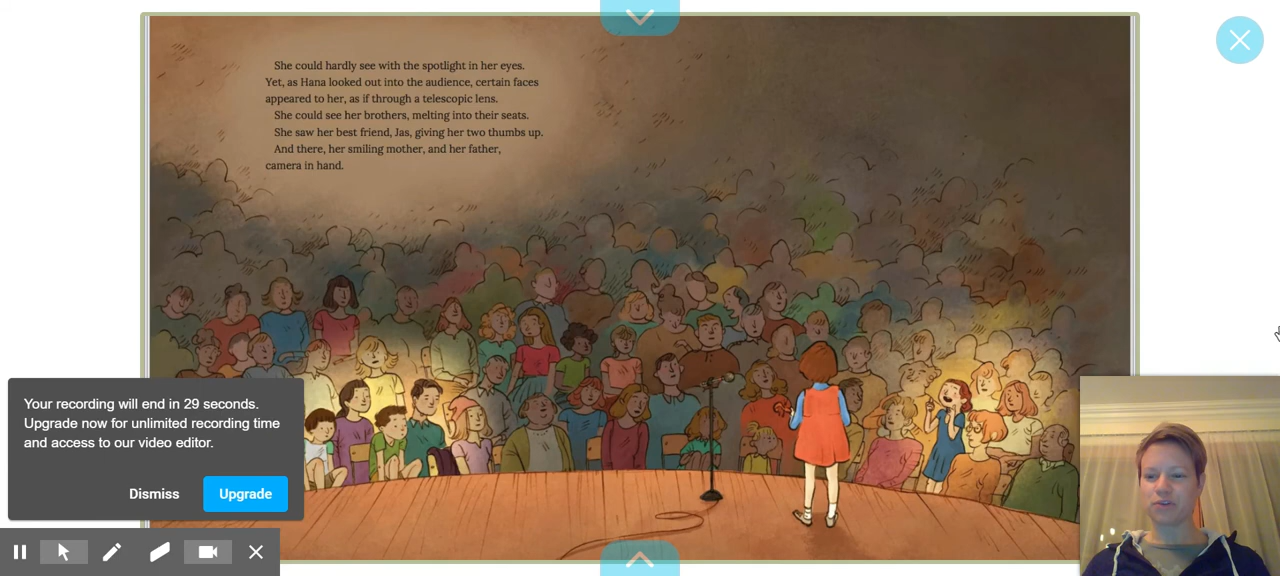 She could hardly see with the spotlight in her eyes.
Yet, as Hana looked out into the audience, certain faces
appeared to her, as if through a telescopic lens.
She could see her brothers, melting into their seats.
She saw her best friend, Jas, giving her two thumbs up.
And there, her smiling mother, and her father,
camera in hand.
Your recording will end in 29 seconds.
Upgrade now for unlimited recording time
and access to our video editor.
Dismiss
Upgrade